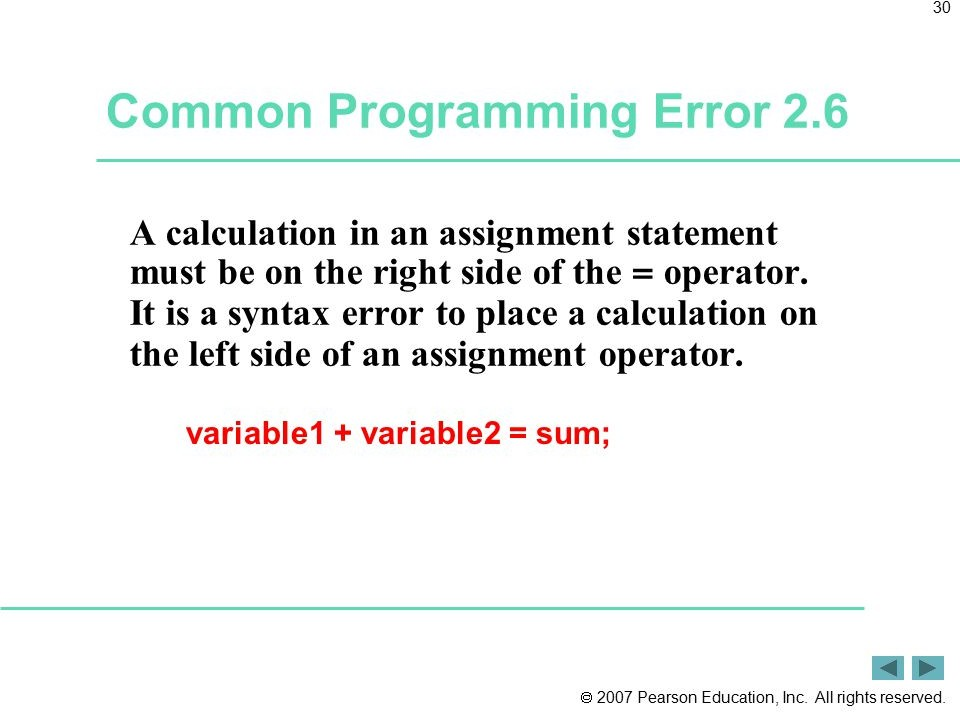 30
Common Programming Error 2.6
A calculation in an assignment statement
must be on the right side of the = operator.
It is a syntax error to place a calculation on
the left side of an assignment operator.
variable1 + variable2 = sum;
© 2007 Pearson Education, Inc. All rights reserved.